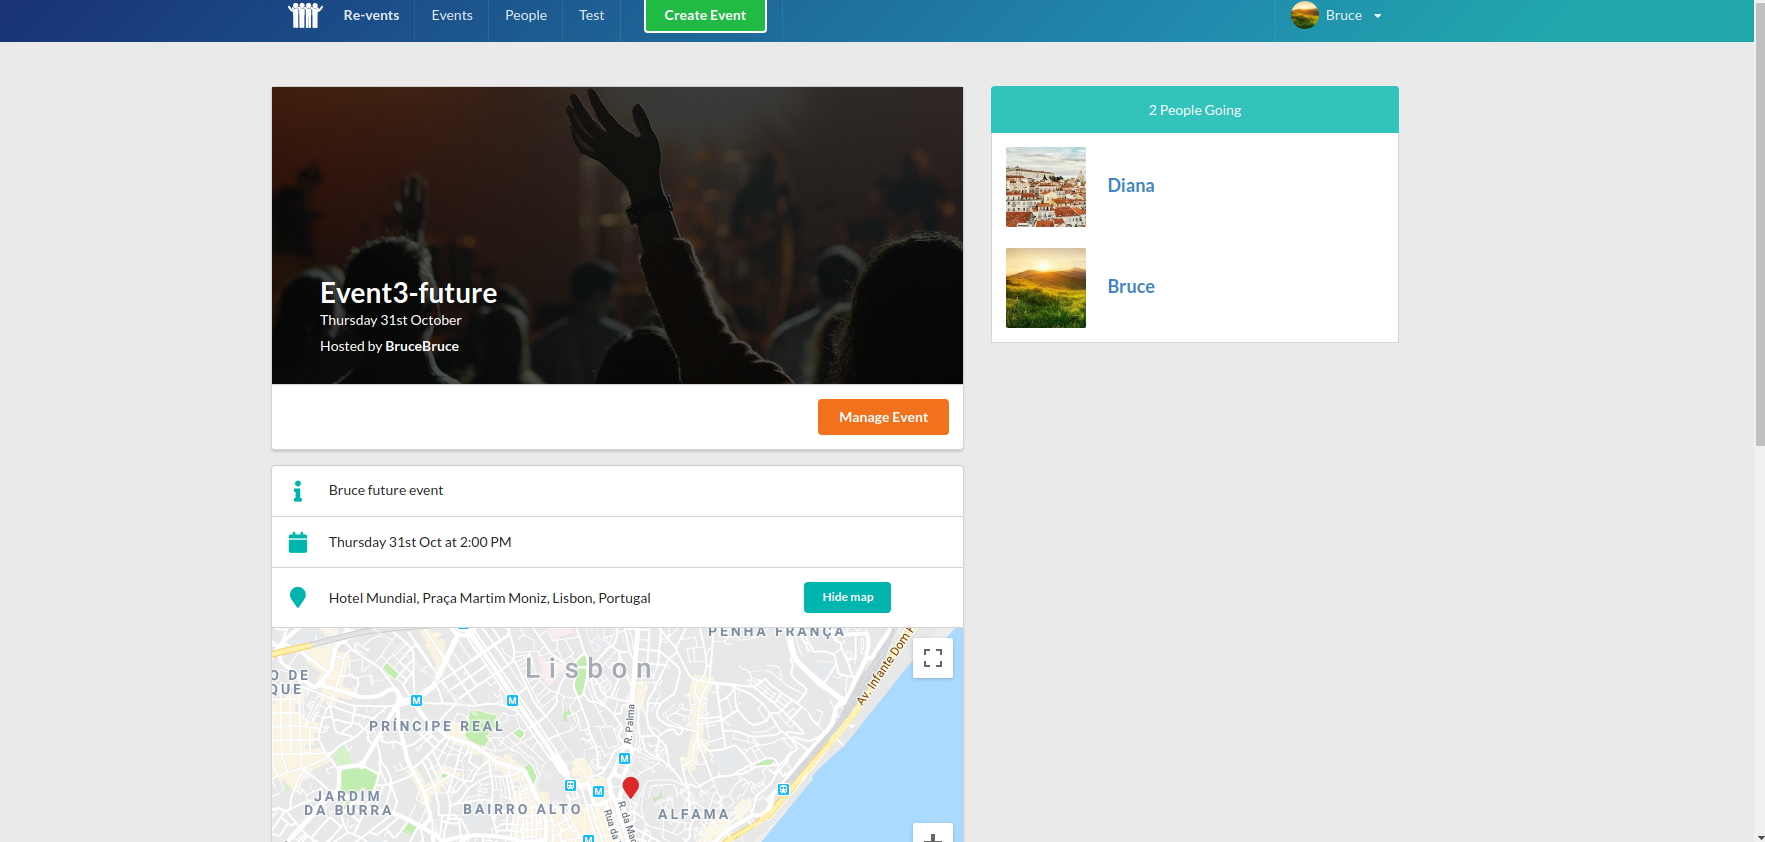 Re-vents
Events
People
Test
Create Event
Bruce
Event3-future
Thursday 31st October
Hosted by BruceBruce
Manage Event
2 People Going
Diana
Bruce
Bruce future event
Thursday 31st Oct at 2:00 PM
Hotel Mundial, Praça Martim Moniz, Lisbon, Portugal
Hide map
PENHA FRANÇA
Lisbon
O DE
QUE
Av. Infante Dom
M
M
PRÍNCIPE REAL
R. Palma
M
M
JARDIM
DA BURRA
BAIRRO ALTO
ALFAMA
Rua da
R. da Mad
M